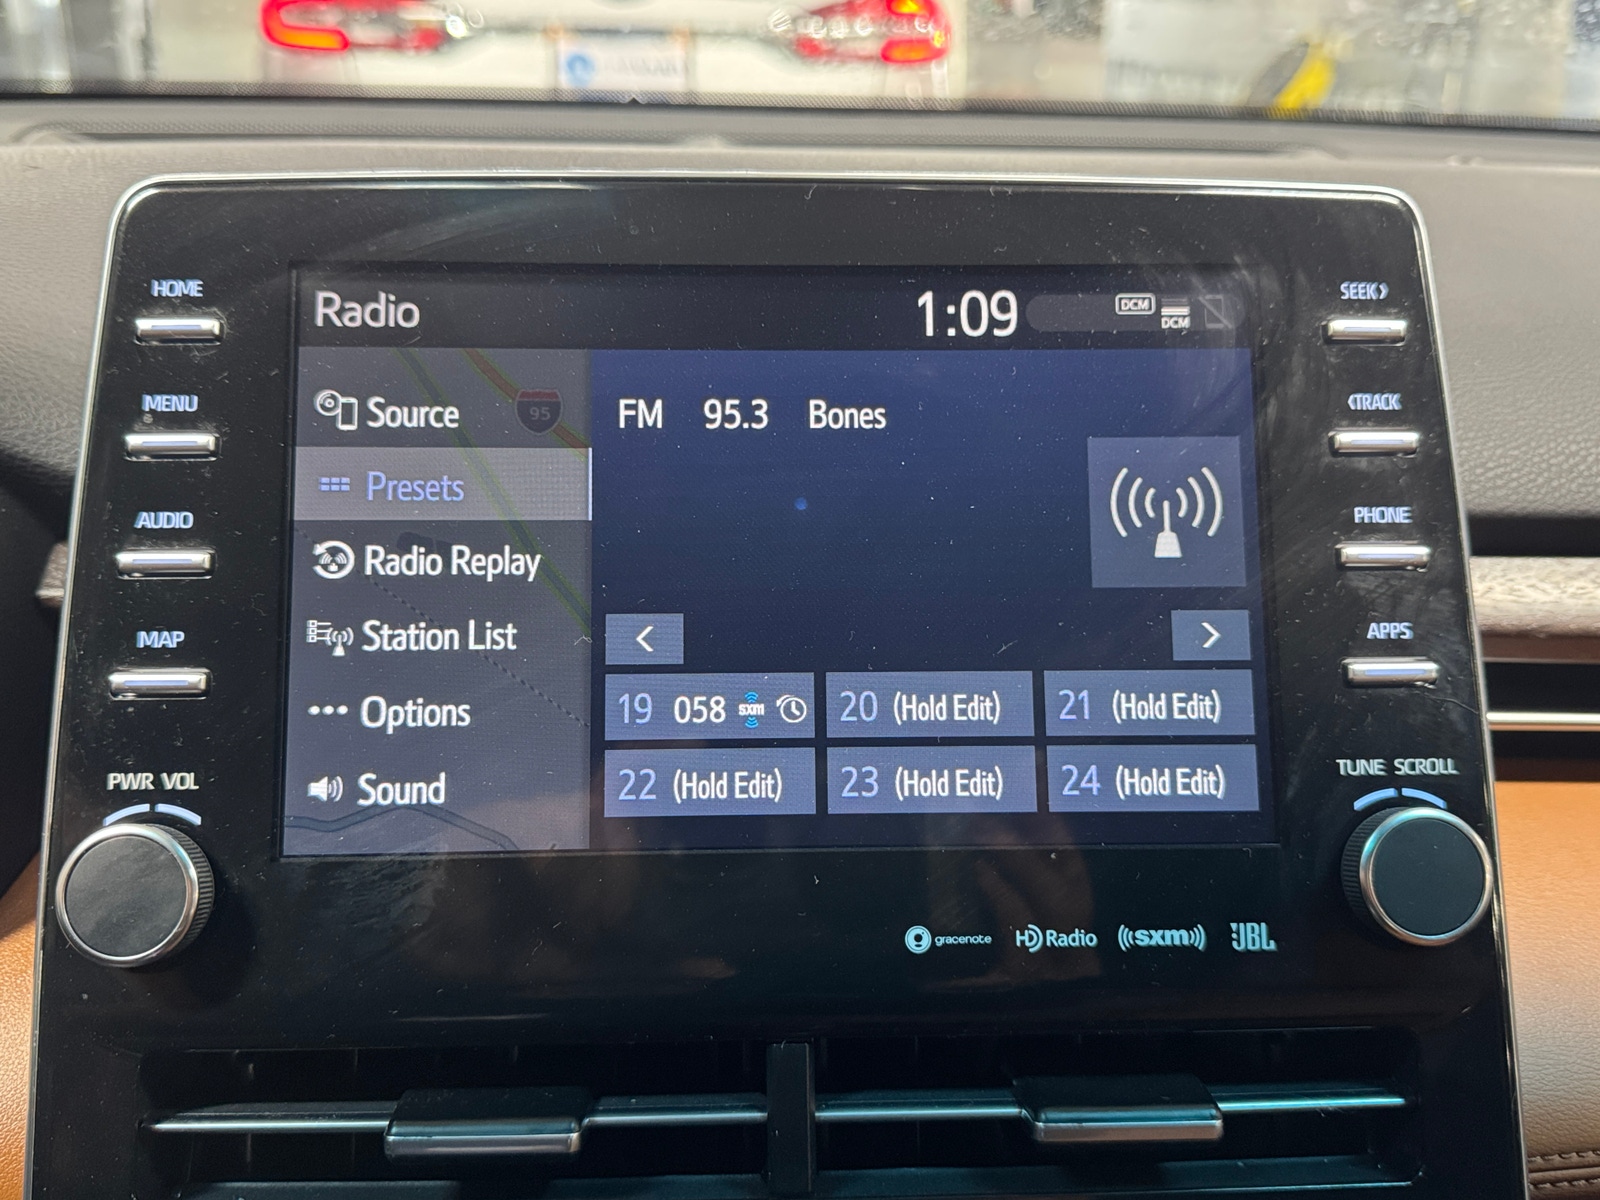 HOME
MENU
AUDIO
MAP
PWR VOL
Radio
1:09
DCM
DCM
Source
95
Presets
Radio Replay
Station List
Options
Sound
FM 95.3 Bones
<
>
19 058 sxm
20 (Hold Edit)
21 (Hold Edit)
22 (Hold Edit)
23 (Hold Edit)
24 (Hold Edit)
SEEK>
<TRACK
PHONE
APPS
TUNE SCROLL
gracenote
HD Radio
((sxm))
JBL